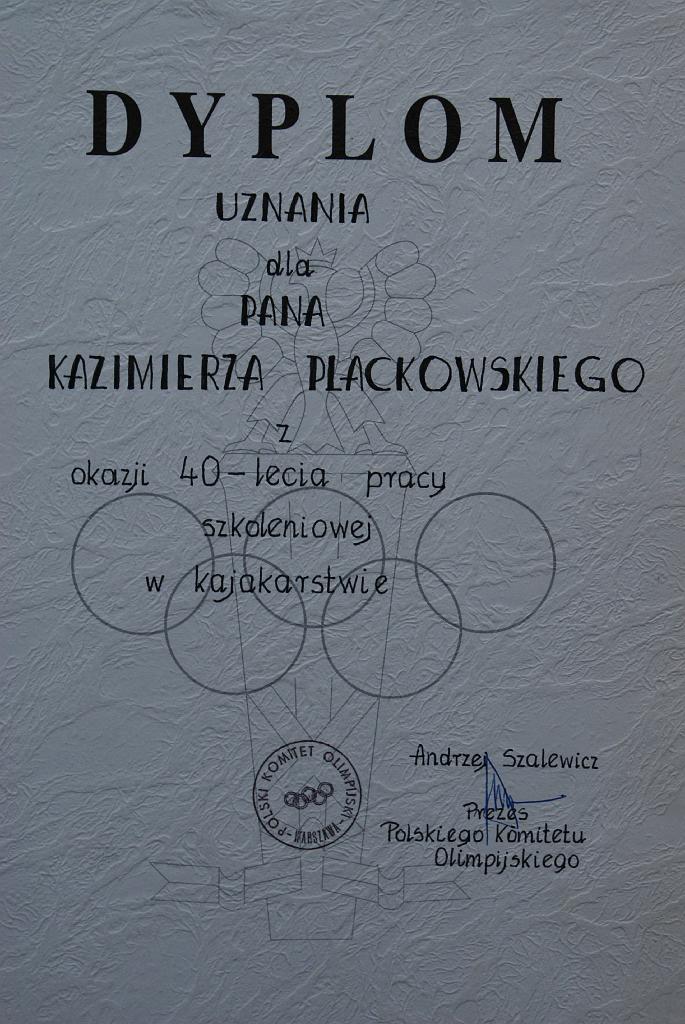 DYPLOM
UZNANIA
dla
PANA
KAZIMIERZA PLACKOWSKIEGO
z
okazji 40-lecia pracy
szkoleniowej
w kajakarstwie
Andrzej Szalewicz
Prezes
Polskiego Komitetu
Olimpijskiego
POLSKI KOMITET OLIMPIJSKI
-WARSZAWA-